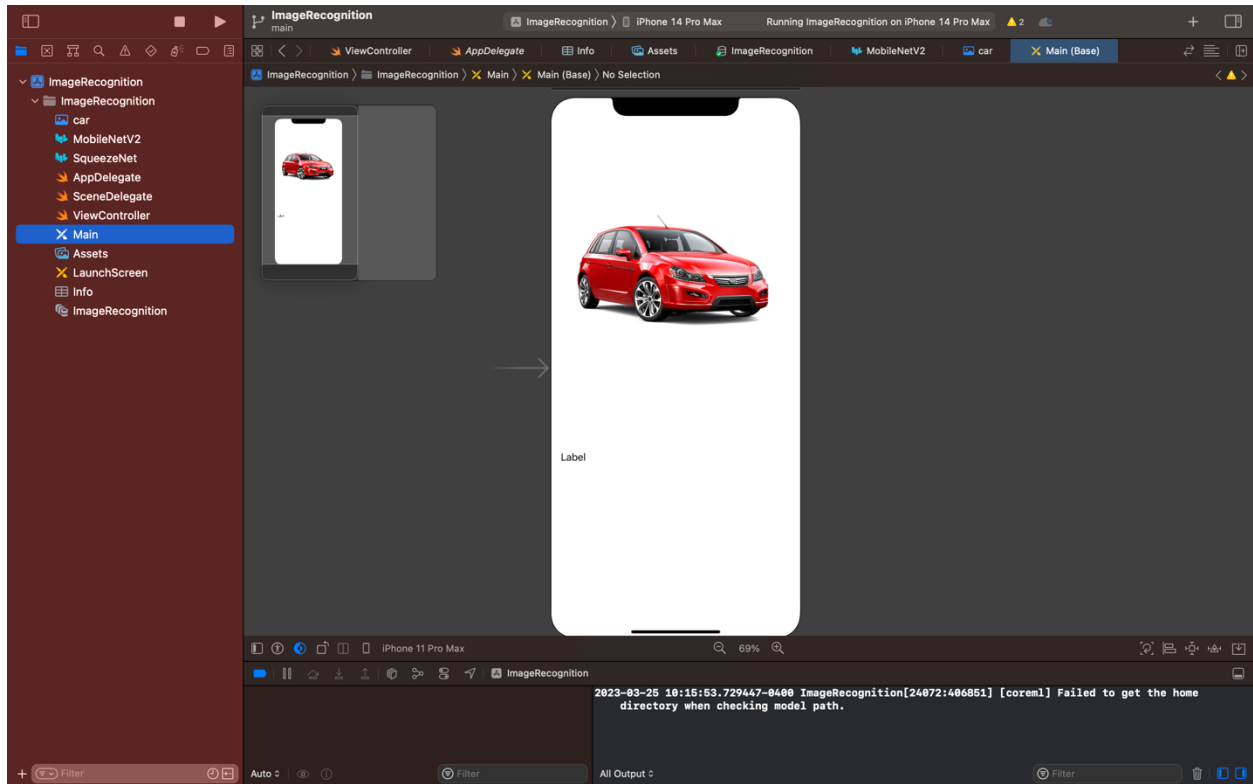 ImageRecognition
main
ImageRecognition iPhone 14 Pro Max Running ImageRecognition on iPhone 14 Pro Max 2
ViewController AppDelegate Info Assets ImageRecognition MobileNetV2 car Main (Base)
ImageRecognition ImageRecognition Main Main (Base) No Selection
ImageRecognition
ImageRecognition
car
MobileNetV2
SqueezeNet
AppDelegate
SceneDelegate
ViewController
Main
Assets
LaunchScreen
Info
ImageRecognition
Label
iPhone 11 Pro Max 69%
ImageRecognition
2023-03-25 10:15:53.729447-0400 ImageRecognition[24072:406851] [coreml] Failed to get the home
directory when checking model path.
Filter Auto Filter All Output Filter